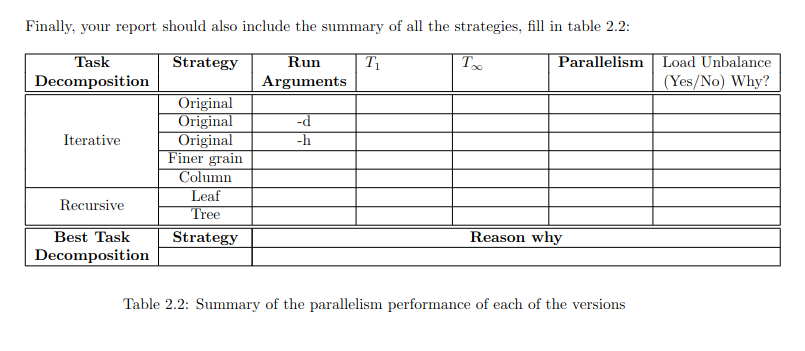 Finally, your report should also include the summary of all the strategies, fill in table 2.2:
Task Decomposition Strategy Run Arguments T1 T∞ Parallelism Load Unbalance (Yes/No) Why?
Iterative
Original
Original -d
Original -h
Finer grain
Column
Recursive
Leaf
Tree
Best Task Decomposition Strategy Reason why
Table 2.2: Summary of the parallelism performance of each of the versions